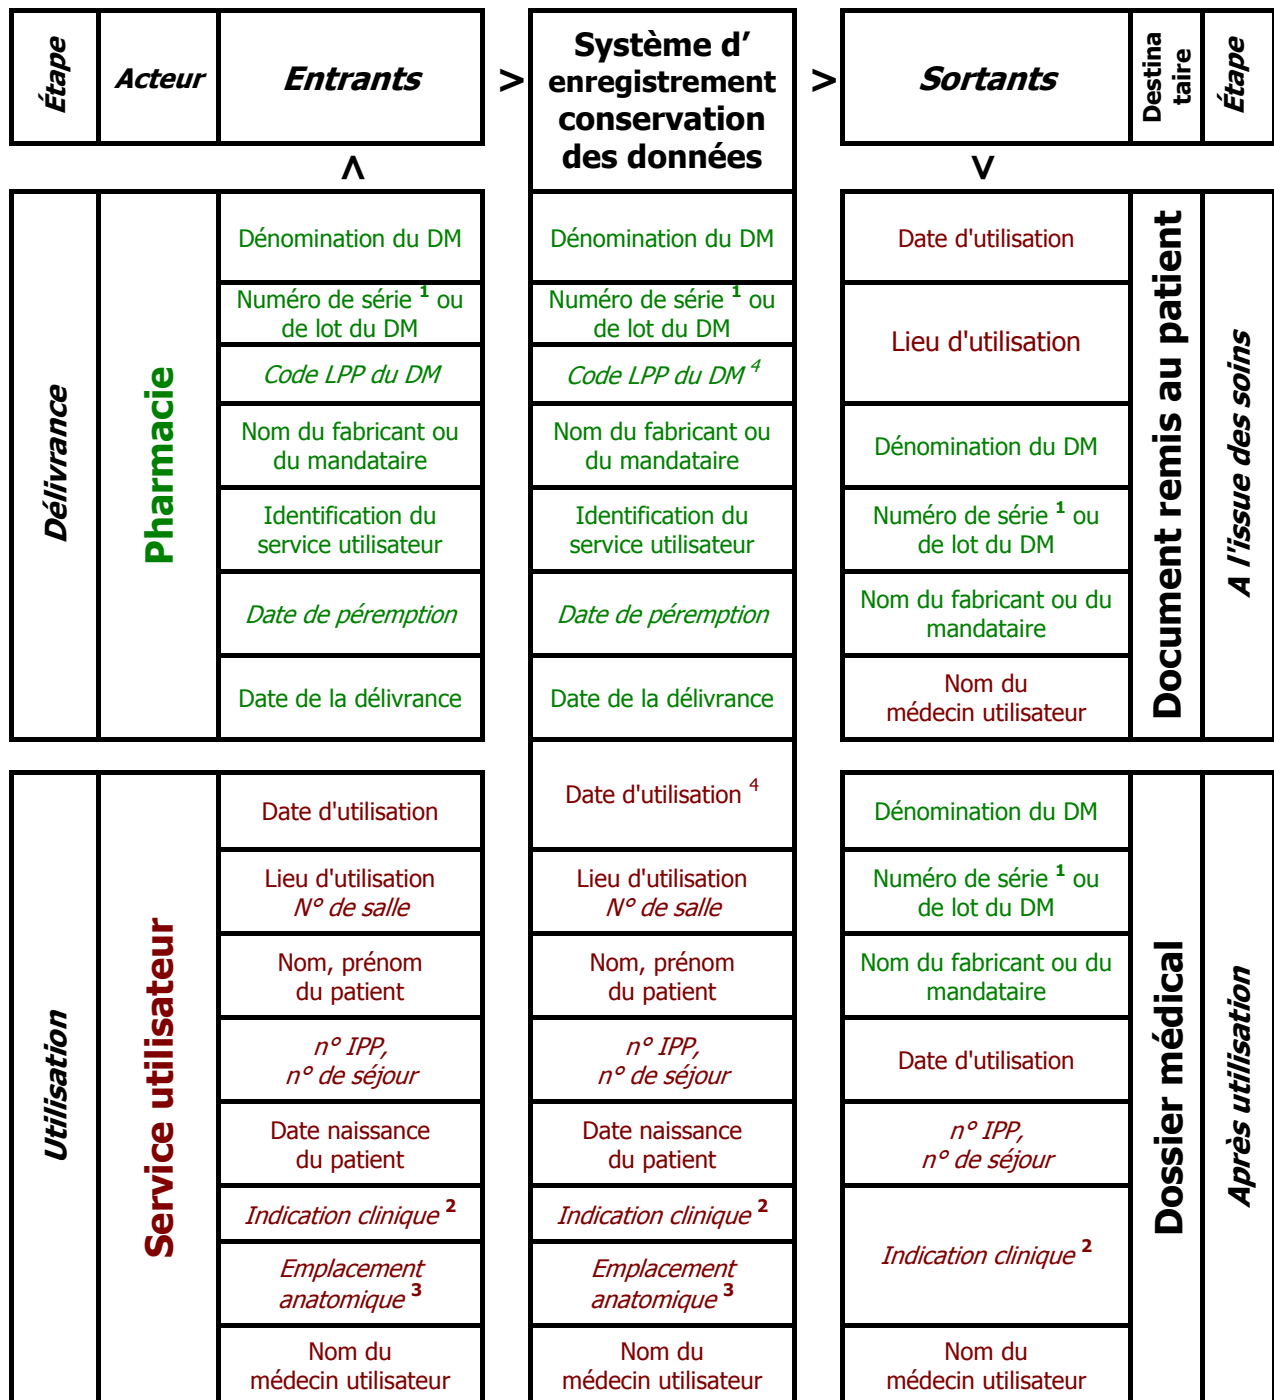 Étape
Acteur
Entrants
>
Système d’
enregistrement
conservation
des données
>
Sortants
Destina
taire
Étape
>
>
Délivrance
Pharmacie
Dénomination du DM
Numéro de série 1 ou
de lot du DM
Code LPP du DM
Nom du fabricant ou
du mandataire
Identification du
service utilisateur
Date de péremption
Date de la délivrance
Dénomination du DM
Numéro de série 1 ou
de lot du DM
Code LPP du DM 4
Nom du fabricant ou
du mandataire
Identification du
service utilisateur
Date de péremption
Date de la délivrance
Date d'utilisation
Lieu d'utilisation
Dénomination du DM
Numéro de série 1 ou
de lot du DM
Nom du fabricant ou du
mandataire
Nom du
médecin utilisateur
Document remis au patient
A l'issue des soins
Utilisation
Service utilisateur
Date d'utilisation
Lieu d'utilisation
N° de salle
Nom, prénom
du patient
n° IPP,
n° de séjour
Date naissance
du patient
Indication clinique 2
Emplacement
anatomique 3
Nom du
médecin utilisateur
Date d'utilisation 4
Lieu d'utilisation
N° de salle
Nom, prénom
du patient
n° IPP,
n° de séjour
Date naissance
du patient
Indication clinique 2
Emplacement
anatomique 3
Nom du
médecin utilisateur
Dénomination du DM
Numéro de série 1 ou
de lot du DM
Nom du fabricant ou du
mandataire
Date d'utilisation
n° IPP,
n° de séjour
Indication clinique 2
Nom du
médecin utilisateur
Dossier médical
Après utilisation